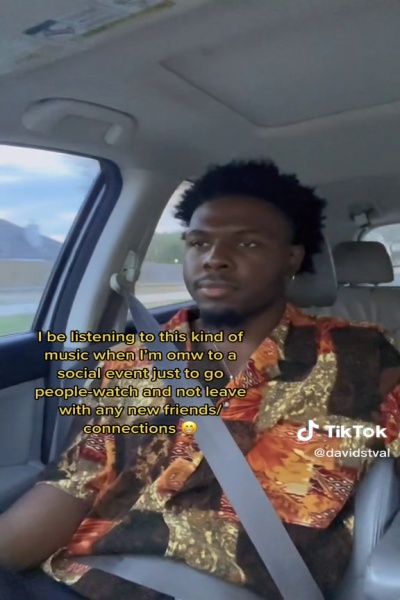 I be listening to this kind of
music when I'm omw to a
social event just to go
people-watch and not leave
with any new friends/
connections 😁
TikTok
@davidstval